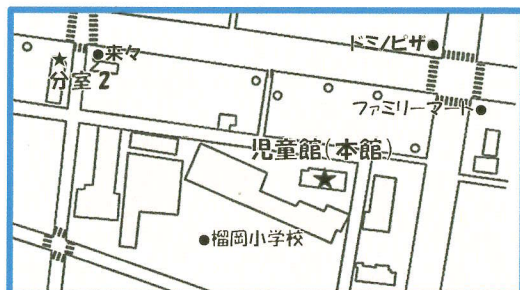 ドミノピザ
来々
分室2
ファミリーマート
児童館(本館)
榴岡小学校